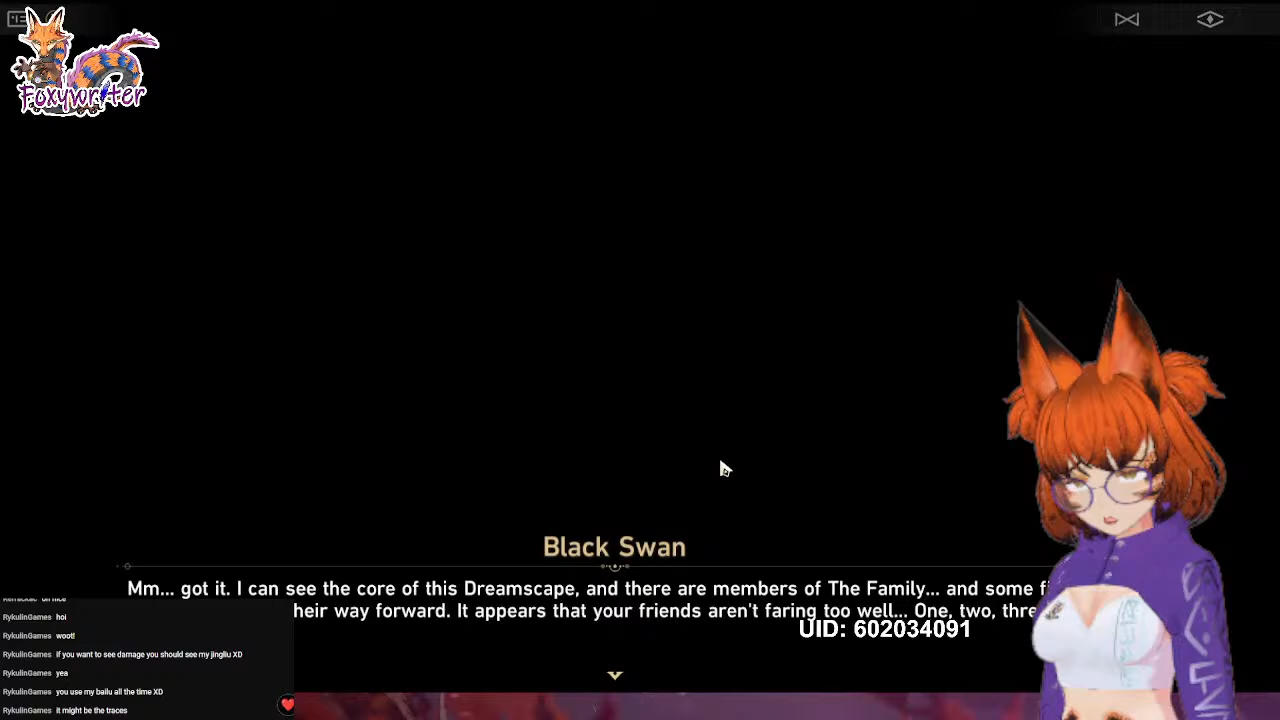 Foxywriter
Black Swan
Mm... got it. I can see the core of this Dreamscape, and there are members of The Family... and some
heir way forward. It appears that your friends aren't faring too well... One, two, thre
UID: 602034091
RykulinGames hoi
RykulinGames woot!
RykulinGames If you want to see damage you should see my jingliu XD
RykulinGames yea
RykulinGames you use my bailu all the time XD
RykulinGames it might be the traces